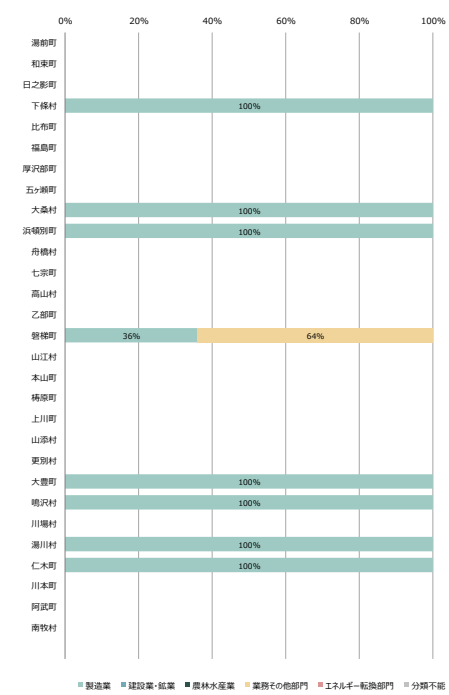 0% 20% 40% 60% 80% 100%
湯前町
和束町
日之影町
下條村 100%
比布町
福島町
厚沢部町
五ヶ瀬町
大桑村 100%
浜頓別町 100%
舟橋村
七宗町
高山村
乙部町
磐梯町 36% 64%
山江村
本山町
梼原町
上川町
山添村
更別村
大豊町 100%
鳴沢村 100%
川場村
湯川村 100%
仁木町 100%
川本町
阿武町
南牧村
製造業 建設業・鉱業 農林水産業 業務その他部門 エネルギー転換部門 分類不能